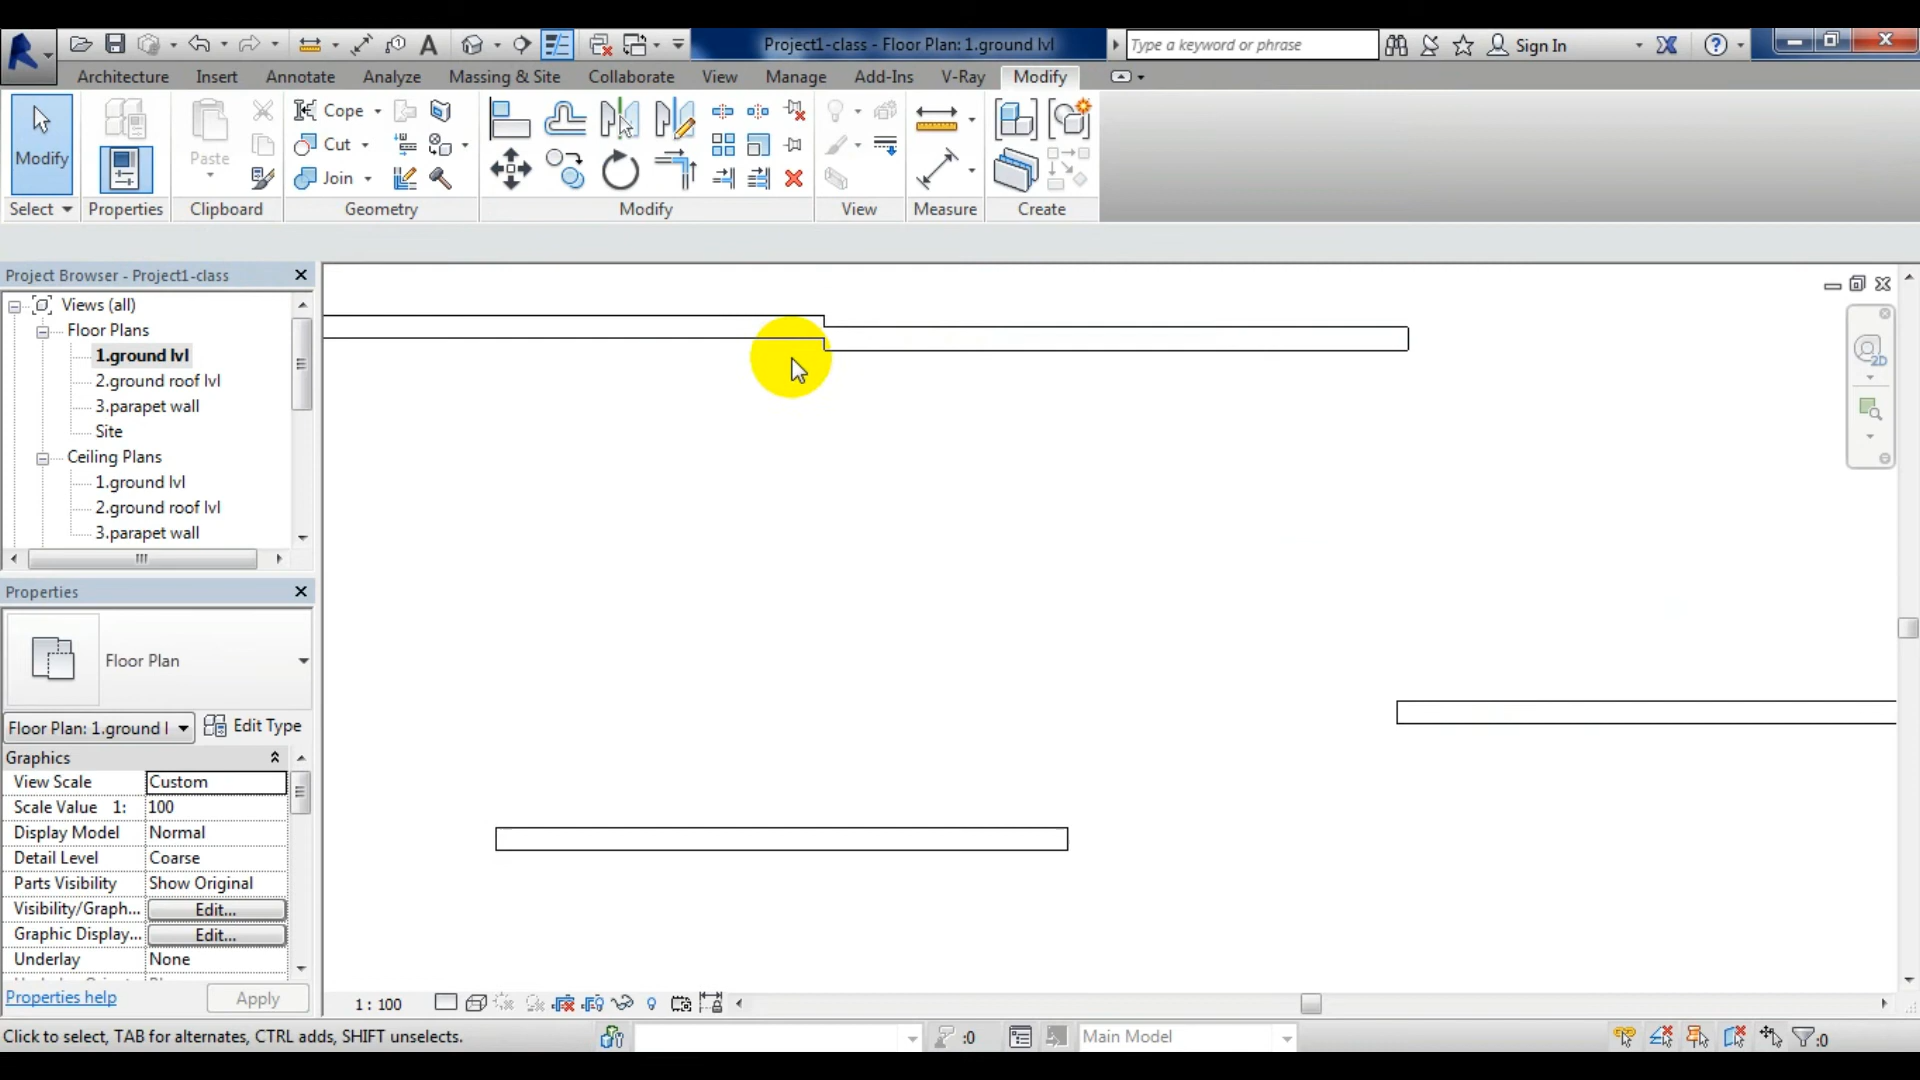 Project1-class - Floor Plan: 1.ground lvl
Type a keyword or phrase
Sign In
Architecture Insert Annotate Analyze Massing & Site Collaborate View Manage Add-Ins V-Ray Modify
Modify
Paste
Cope
Cut
Join
Select Properties Clipboard Geometry Modify View Measure Create
Project Browser - Project1-class
Views (all)
Floor Plans
1.ground lvl
2.ground roof lvl
3.parapet wall
Site
Ceiling Plans
1.ground lvl
2.ground roof lvl
3.parapet wall
2D
Properties
Floor Plan
Floor Plan: 1.ground l
Edit Type
Graphics
View Scale Custom
Scale Value 1: 100
Display Model Normal
Detail Level Coarse
Parts Visibility Show Original
Visibility/Graph... Edit...
Graphic Display... Edit...
Underlay None
Properties help
Apply
1 : 100
Click to select, TAB for alternates, CTRL adds, SHIFT unselects.
:0
Main Model
:0